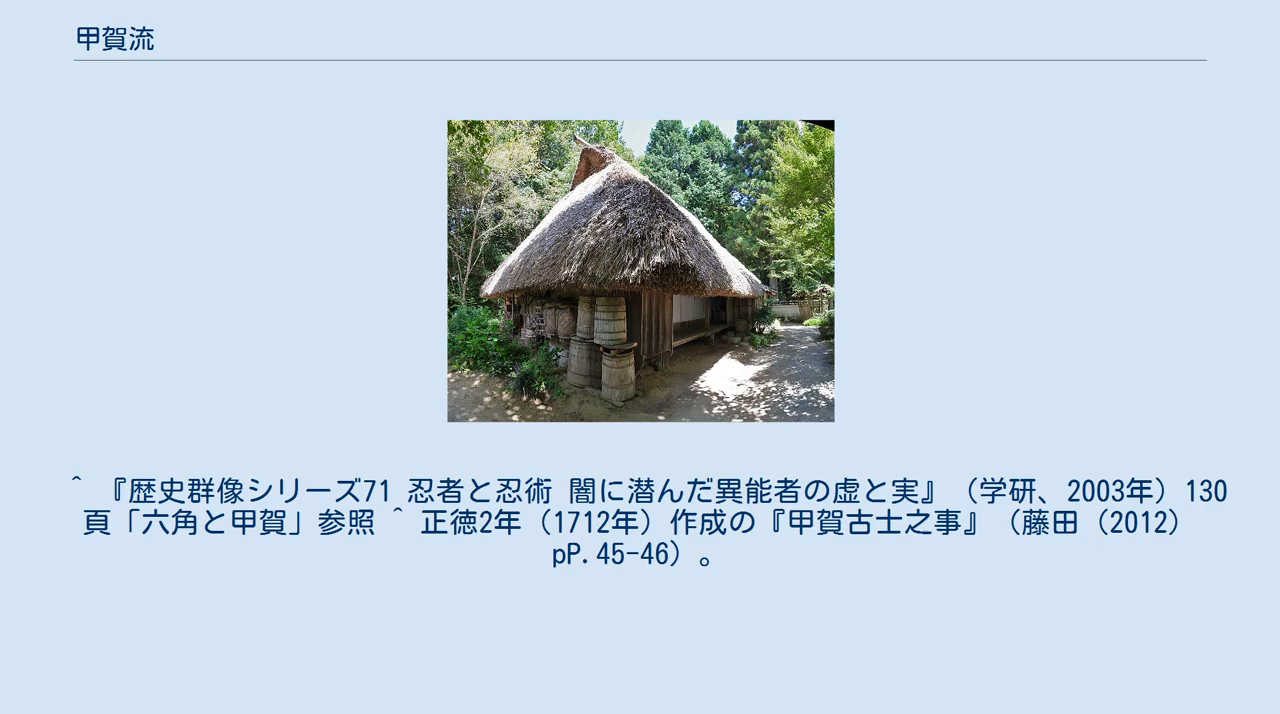 甲賀流
^ 『歴史群像シリーズ71 忍者と忍術 闇に潜んだ異能者の虚と実』（学研、2003年）130
頁「六角と甲賀」参照 ^ 正徳2年（1712年）作成の『甲賀古士之事』（藤田（2012）
pP.45-46）。